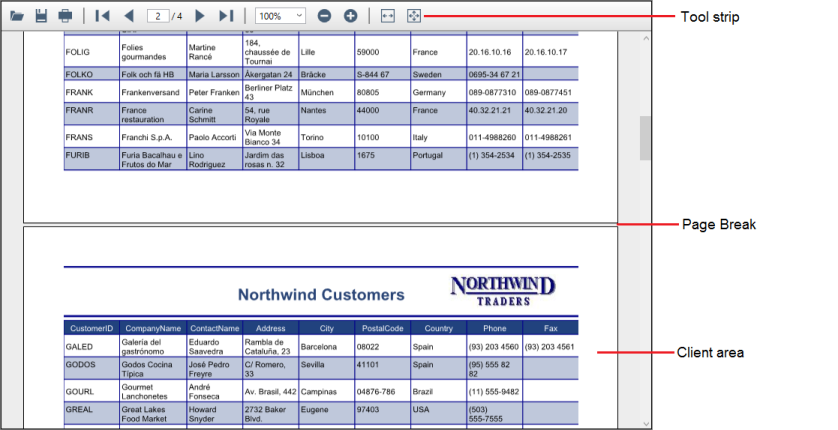 2 / 4 100% Tool strip
FOLIG Folies gourmandes Martine Rancé 184, chaussée de Tournai Lille 59000 France 20.16.10.16 20.16.10.17
FOLKO Folk och fä HB Maria Larsson Åkergatan 24 Bräcke S-844 67 Sweden 0695-34 67 21
FRANK Frankenversand Peter Franken Berliner Platz 43 München 80805 Germany 089-0877310 089-0877451
FRANR France restauration Carine Schmitt 54, rue Royale Nantes 44000 France 40.32.21.21 40.32.21.20
FRANS Franchi S.p.A. Paolo Accorti Via Monte Bianco 34 Torino 10100 Italy 011-4988260 011-4988261
FURIB Furia Bacalhau e Frutos do Mar Lino Rodriguez Jardim das rosas n. 32 Lisboa 1675 Portugal (1) 354-2534 (1) 354-2535
Page Break
Northwind Customers
NORTHWIND
TRADERS
CustomerID CompanyName ContactName Address City PostalCode Country Phone Fax
GALED Galería del gastrónomo Eduardo Saavedra Rambla de Cataluña, 23 Barcelona 08022 Spain (93) 203 4560 (93) 203 4561
Client area
GODOS Godos Cocina Típica José Pedro Freyre C/ Romero, 33 Sevilla 41101 Spain (95) 555 82 82
GOURL Gourmet Lanchonetes André Fonseca Av. Brasil, 442 Campinas 04876-786 Brazil (11) 555-9482
GREAL Great Lakes Food Market Howard Snyder 2732 Baker Blvd. Eugene 97403 USA (503) 555-7555